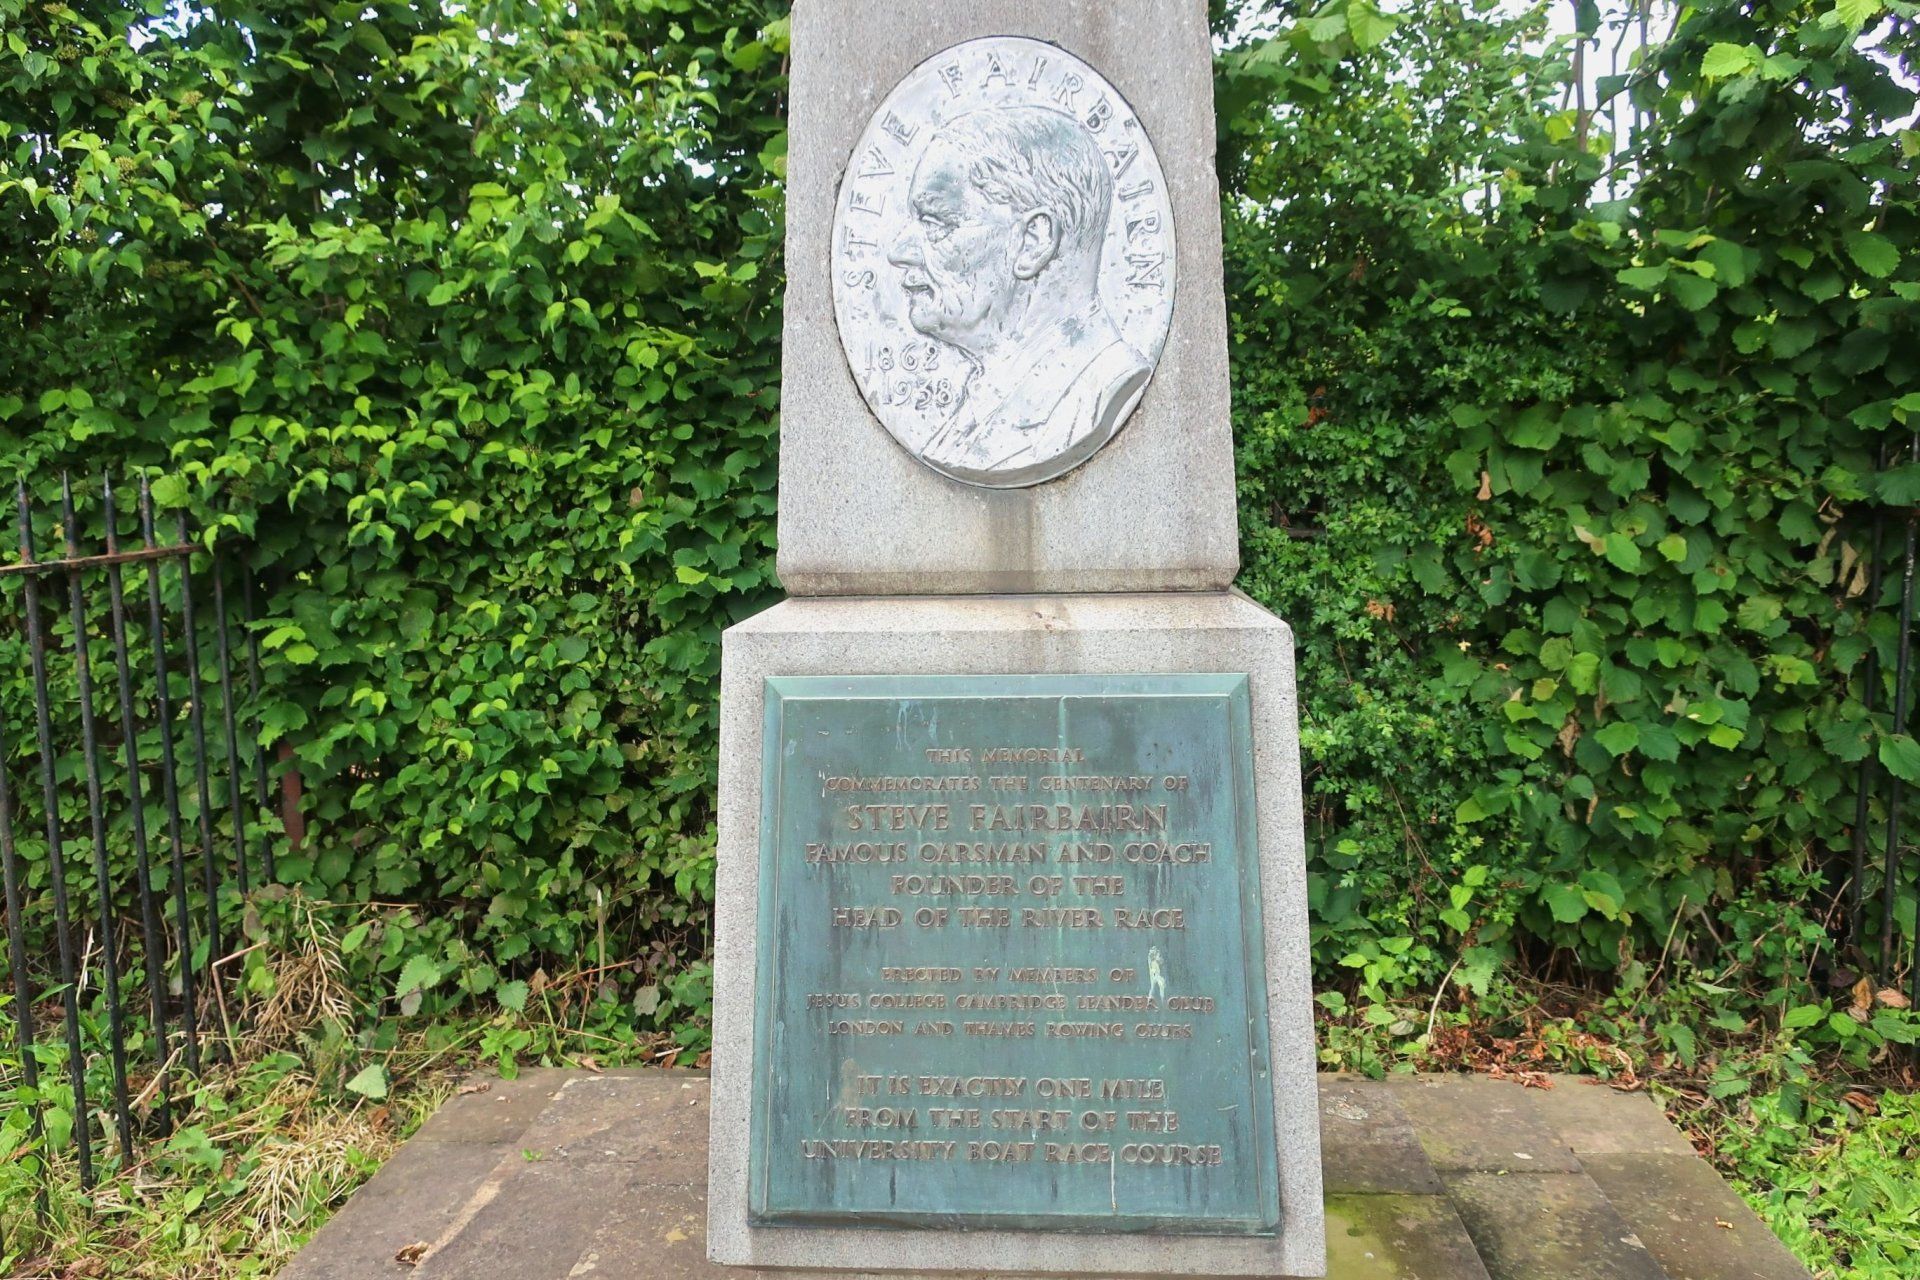 STEVE FAIRBAIRN
1862
1938
THIS MEMORIAL
COMMEMORATES THE CENTENARY OF
STEVE FAIRBAIRN
FAMOUS OARSMAN AND COACH
FOUNDER OF THE
HEAD OF THE RIVER RACE
ERECTED BY MEMBERS OF
JESUS COLLEGE CAMBRIDGE LEANDER CLUB
LONDON AND THAMES ROWING CLUBS
IT IS EXACTLY ONE MILE
FROM THE START OF THE
UNIVERSITY BOAT RACE COURSE